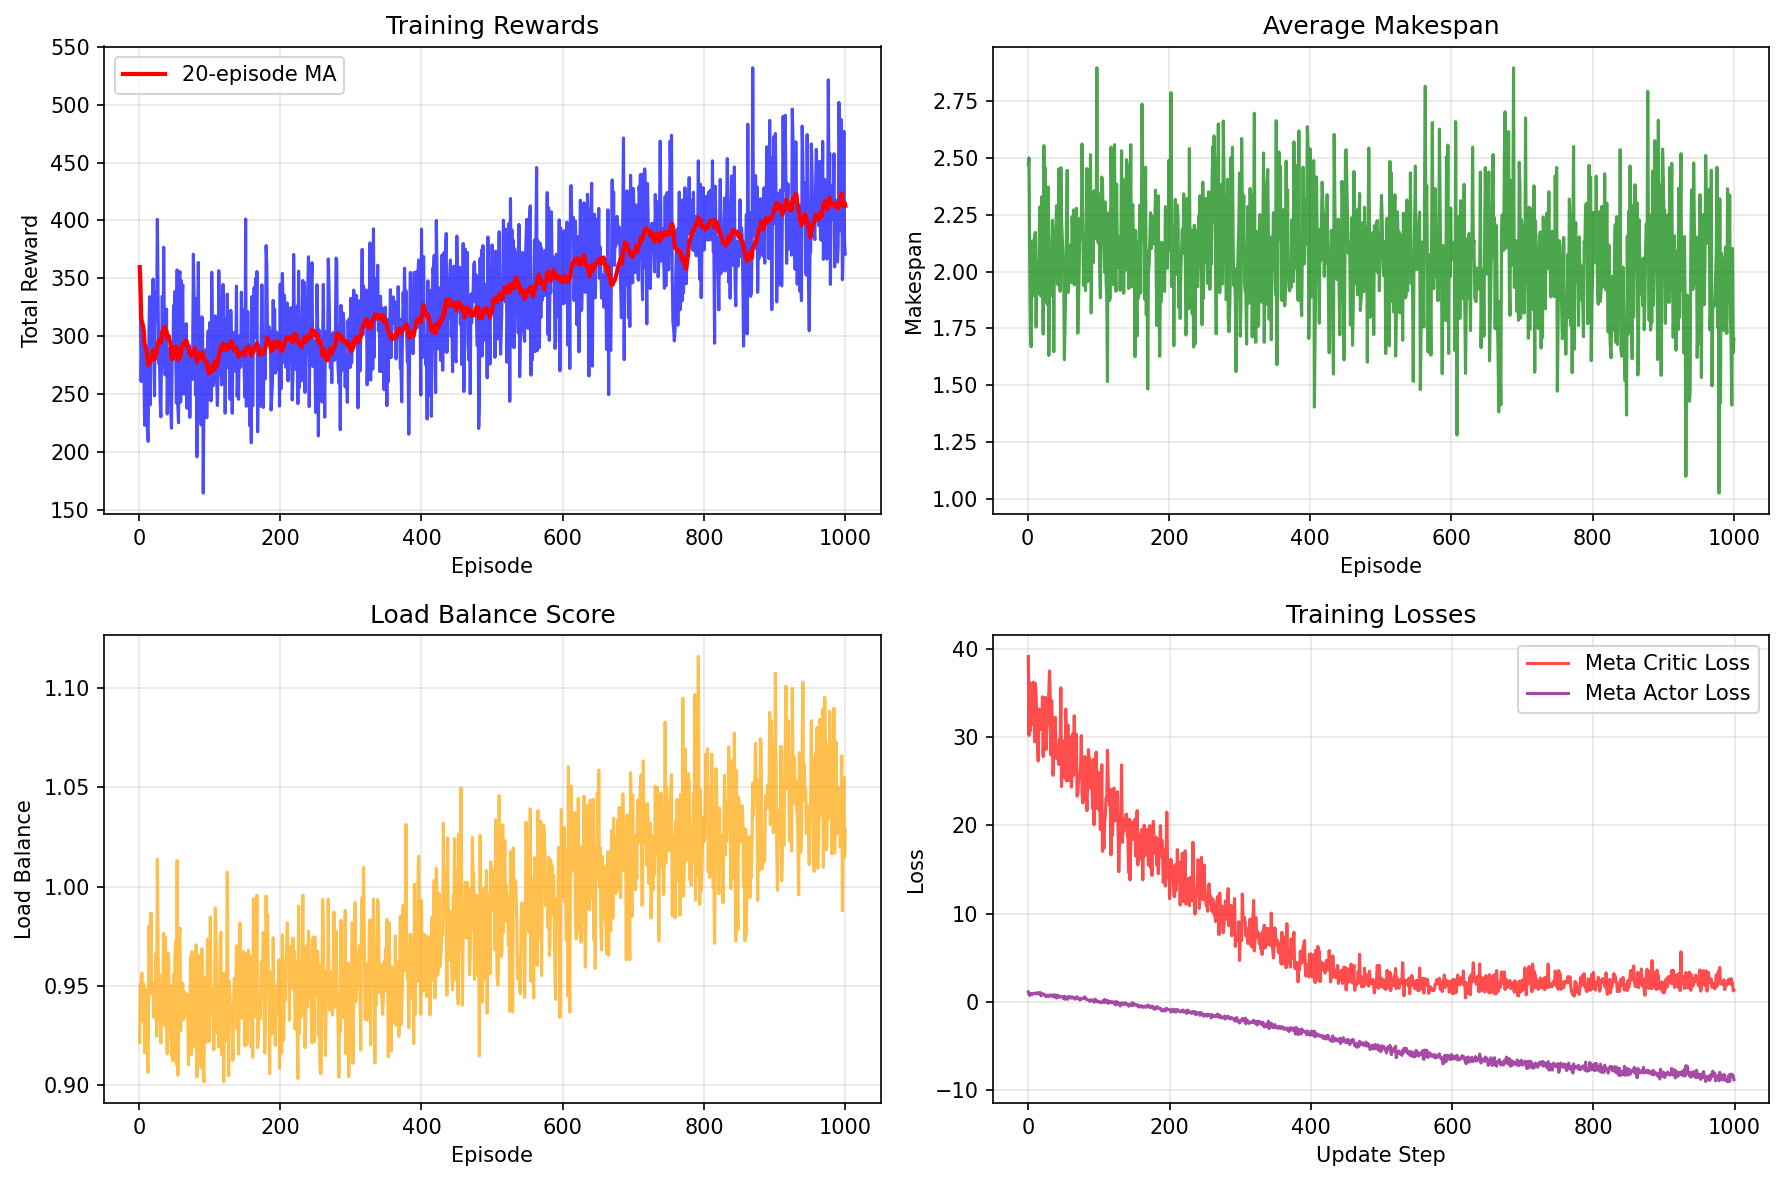 Training Rewards
20-episode MA
Total Reward
550
500
450
400
350
300
250
200
150
0 200 400 600 800 1000
Episode
Average Makespan
Makespan
2.75
2.50
2.25
2.00
1.75
1.50
1.25
1.00
0 200 400 600 800 1000
Episode
Load Balance Score
Load Balance
1.10
1.05
1.00
0.95
0.90
0 200 400 600 800 1000
Episode
Training Losses
Meta Critic Loss
Meta Actor Loss
Loss
40
30
20
10
0
−10
0 200 400 600 800 1000
Update Step